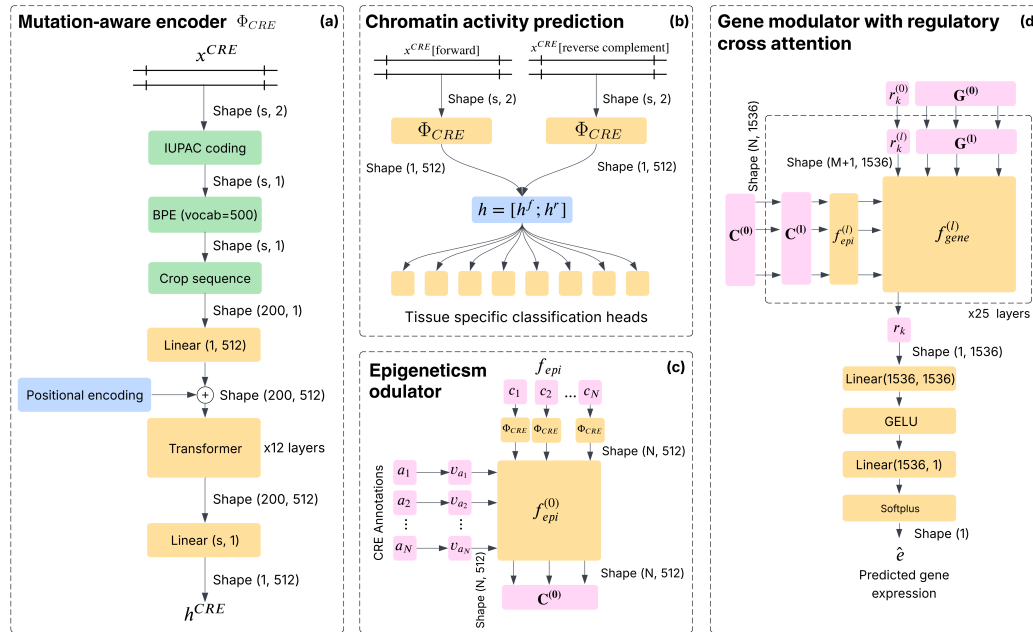 Mutation-aware encoder Φ_CRE (a)
x^CRE
Shape (s, 2)
IUPAC coding
Shape (s, 1)
BPE (vocab=500)
Shape (s, 1)
Crop sequence
Shape (200, 1)
Linear (1, 512)
Positional encoding
+
Shape (200, 512)
Transformer
x12 layers
Shape (200, 512)
Linear (s, 1)
Shape (1, 512)
h^CRE
Chromatin activity prediction (b)
x^CRE[forward] x^CRE[reverse complement]
Shape (s, 2) Shape (s, 2)
Φ_CRE Φ_CRE
Shape (1, 512) Shape (1, 512)
h = [h^f; h^r]
Tissue specific classification heads
Epigeneticsm (c)
odulator
f_epi
c_1 c_2 ... c_N
Φ_CRE Φ_CRE Φ_CRE
Shape (N, 512)
CRE Annotations
a_1 v_{a_1}
a_2 v_{a_2}
⋮ ⋮
a_N v_{a_N}
f_epi^(0)
Shape (N, 512)
Shape (N, 512)
C^(0)
Gene modulator with regulatory (d
cross attention
r_k^(0) G^(0)
Shape (N, 1536)
r_k^(l) G^(l)
Shape (M+1, 1536)
C^(0) C^(l) f_epi^(l) f_gene^(l)
x25 layers
r_k
Shape (1, 1536)
Linear(1536, 1536)
GELU
Linear(1536, 1)
Softplus
Shape (1)
ê
Predicted gene
expression